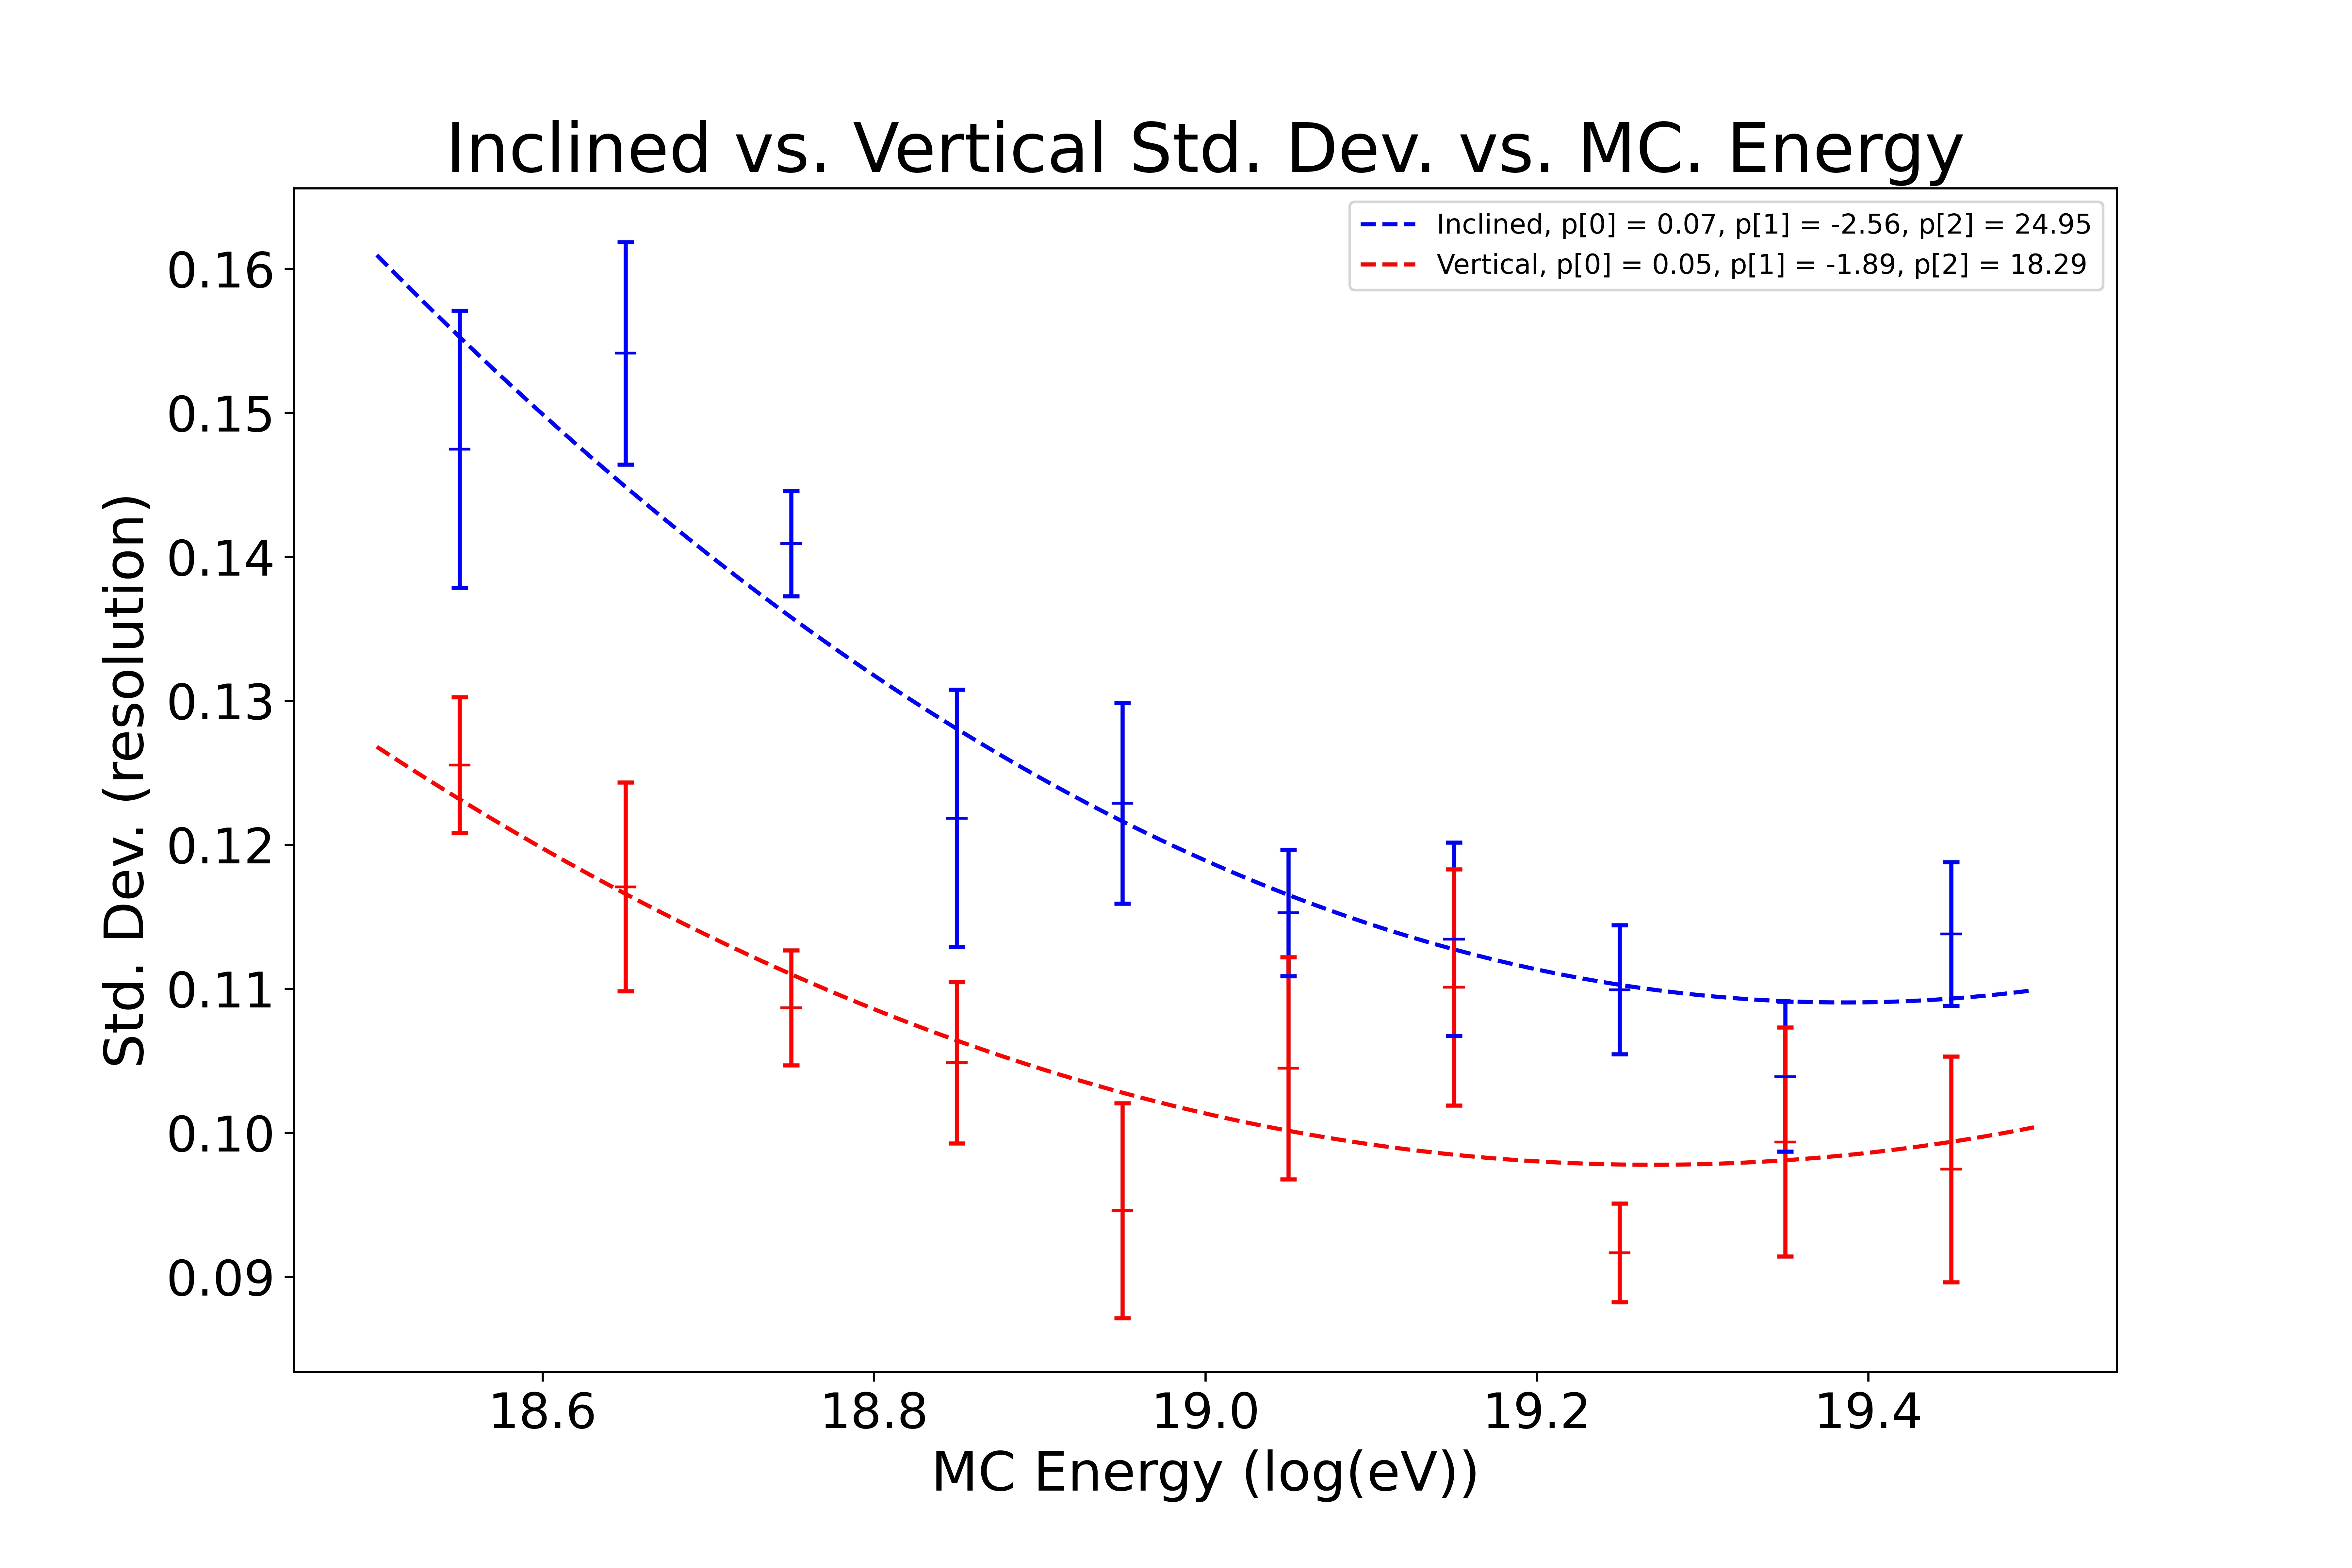 Inclined vs. Vertical Std. Dev. vs. MC. Energy
Inclined, p[0] = 0.07, p[1] = -2.56, p[2] = 24.95
Vertical, p[0] = 0.05, p[1] = -1.89, p[2] = 18.29
Std. Dev. (resolution)
0.16
0.15
0.14
0.13
0.12
0.11
0.10
0.09
18.6 18.8 19.0 19.2 19.4
MC Energy (log(eV))